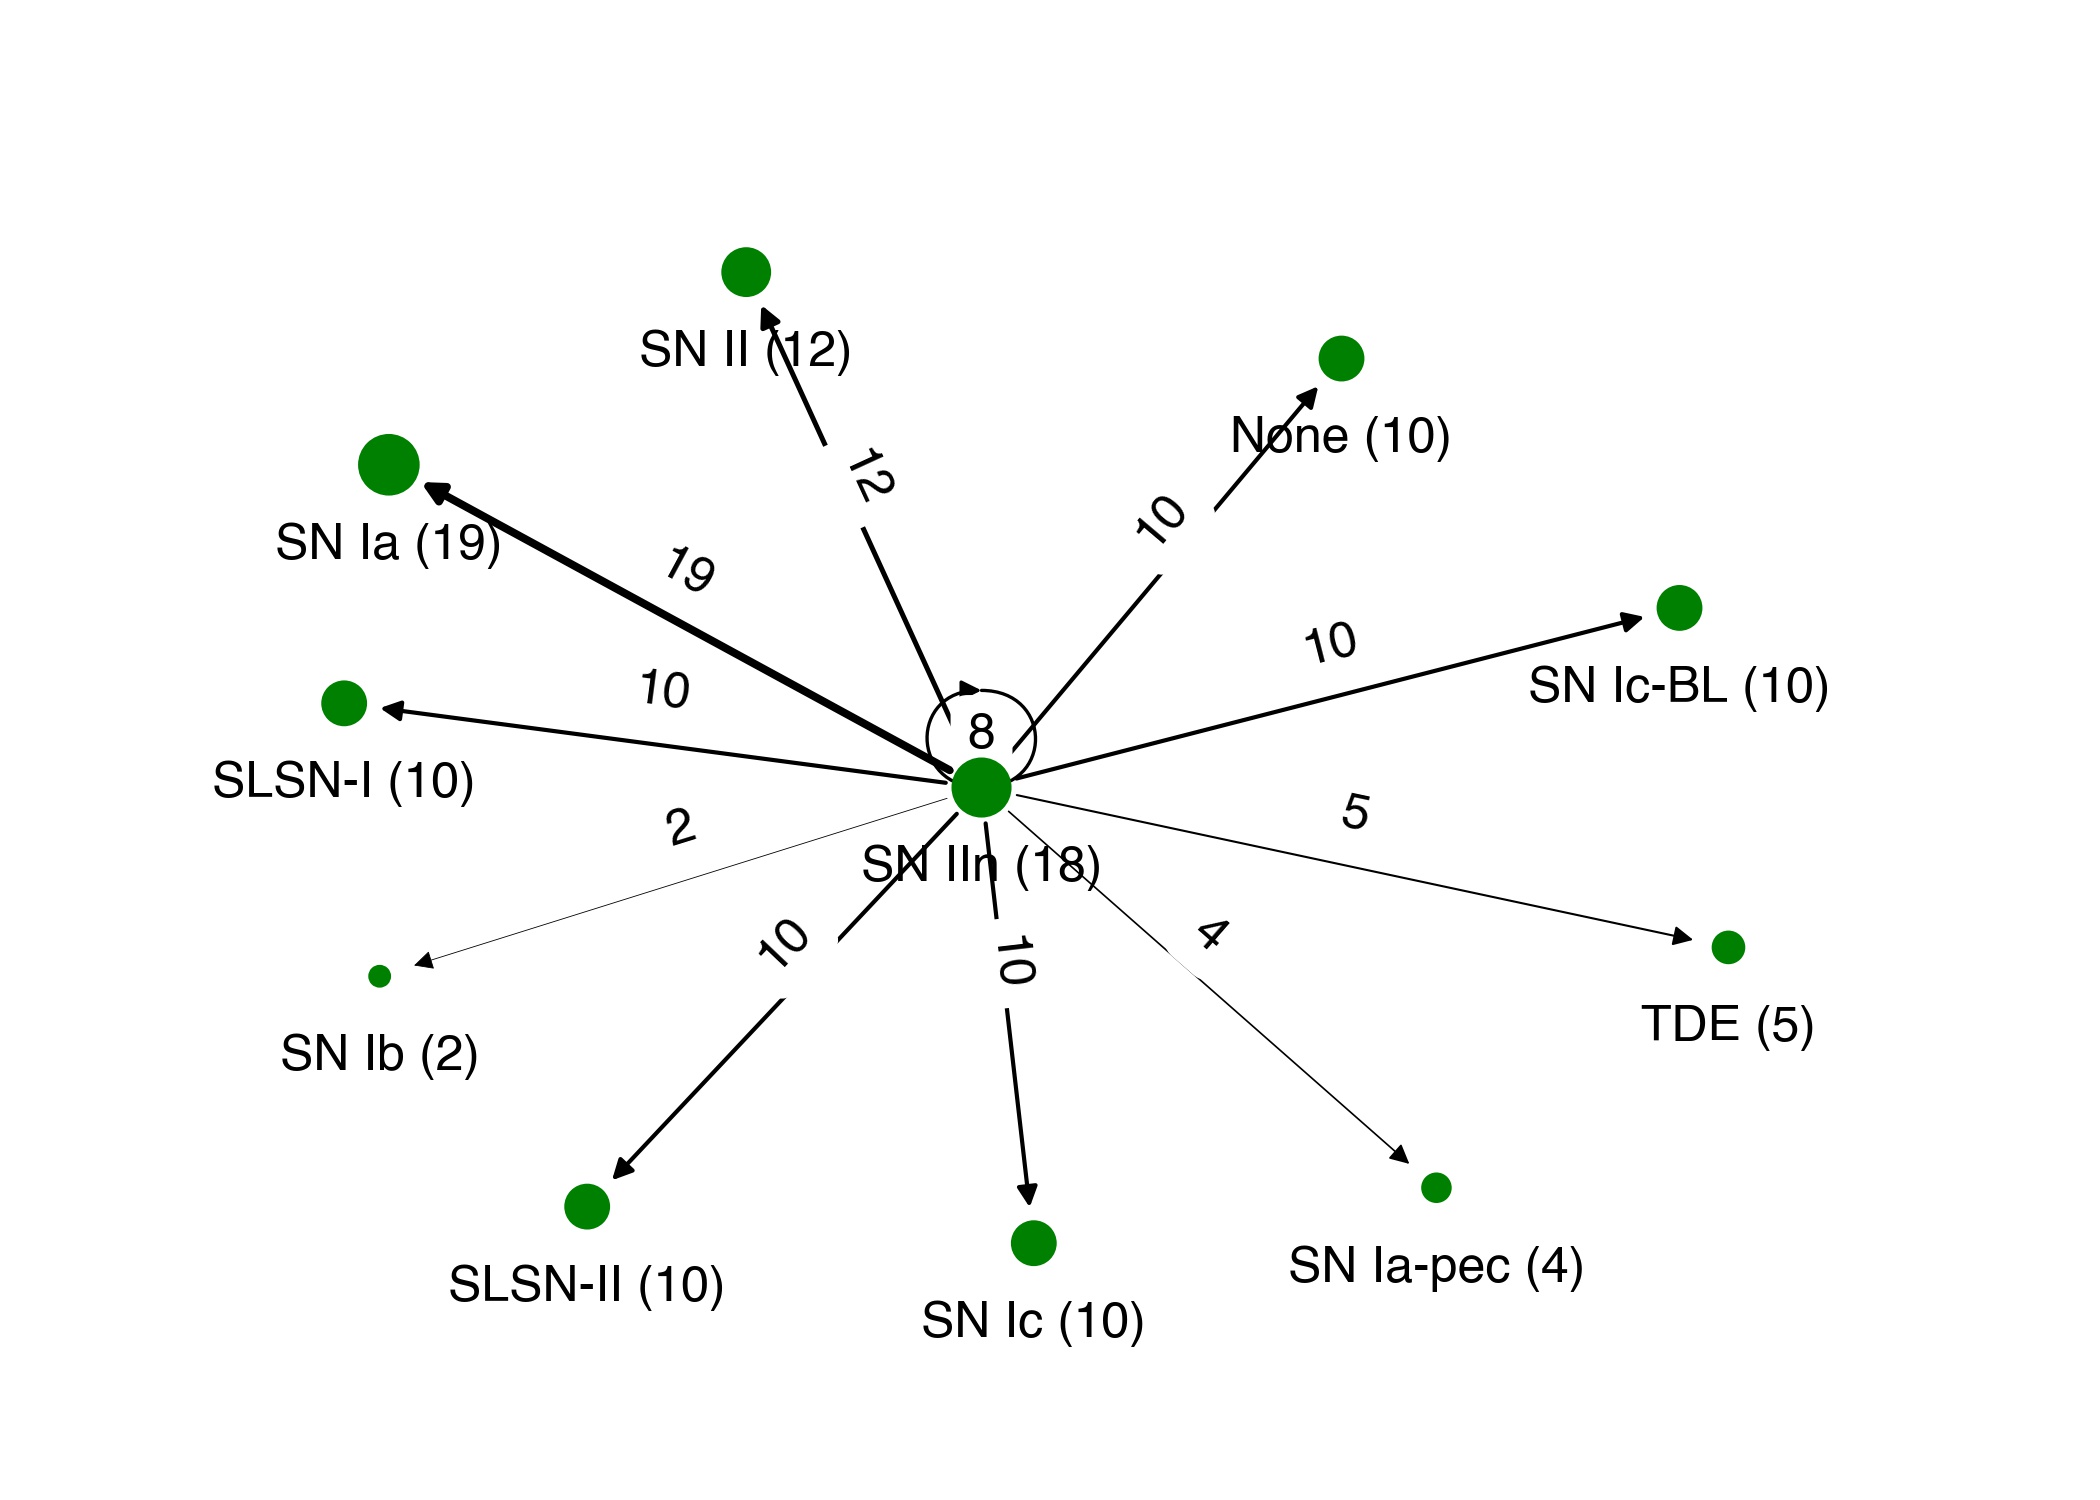 SN II (12)
12
None (10)
10
SN Ia (19)
19
SN Ic-BL (10)
10
SLSN-I (10)
10
8
SN IIn (18)
2
SN Ib (2)
5
TDE (5)
10
SLSN-II (10)
10
SN Ic (10)
4
SN Ia-pec (4)